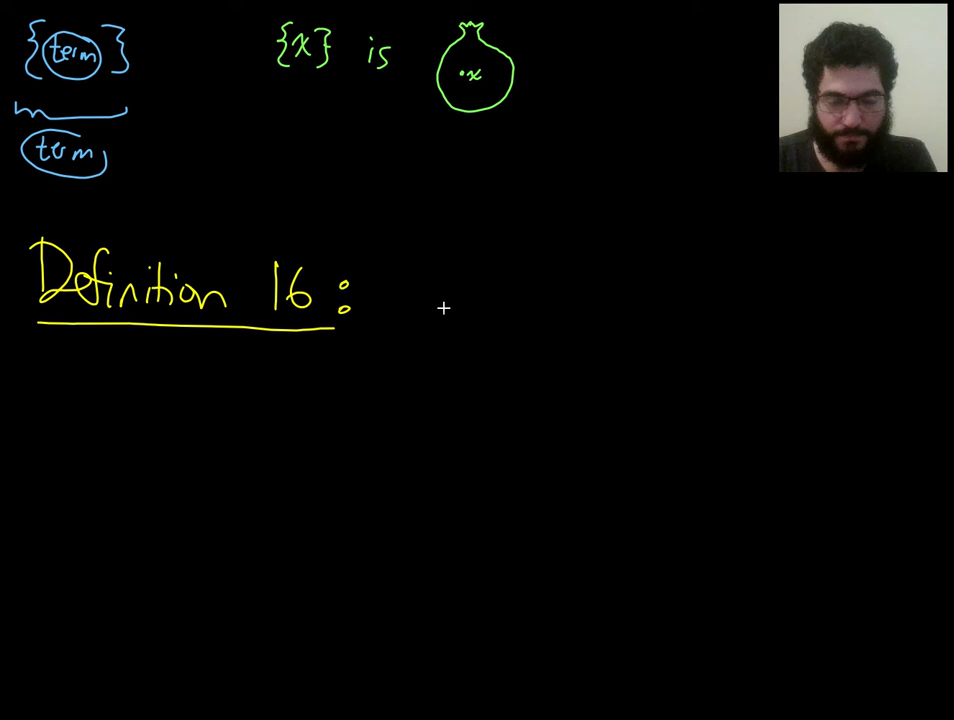 {term}
term
{x} is •x
Definition 16: